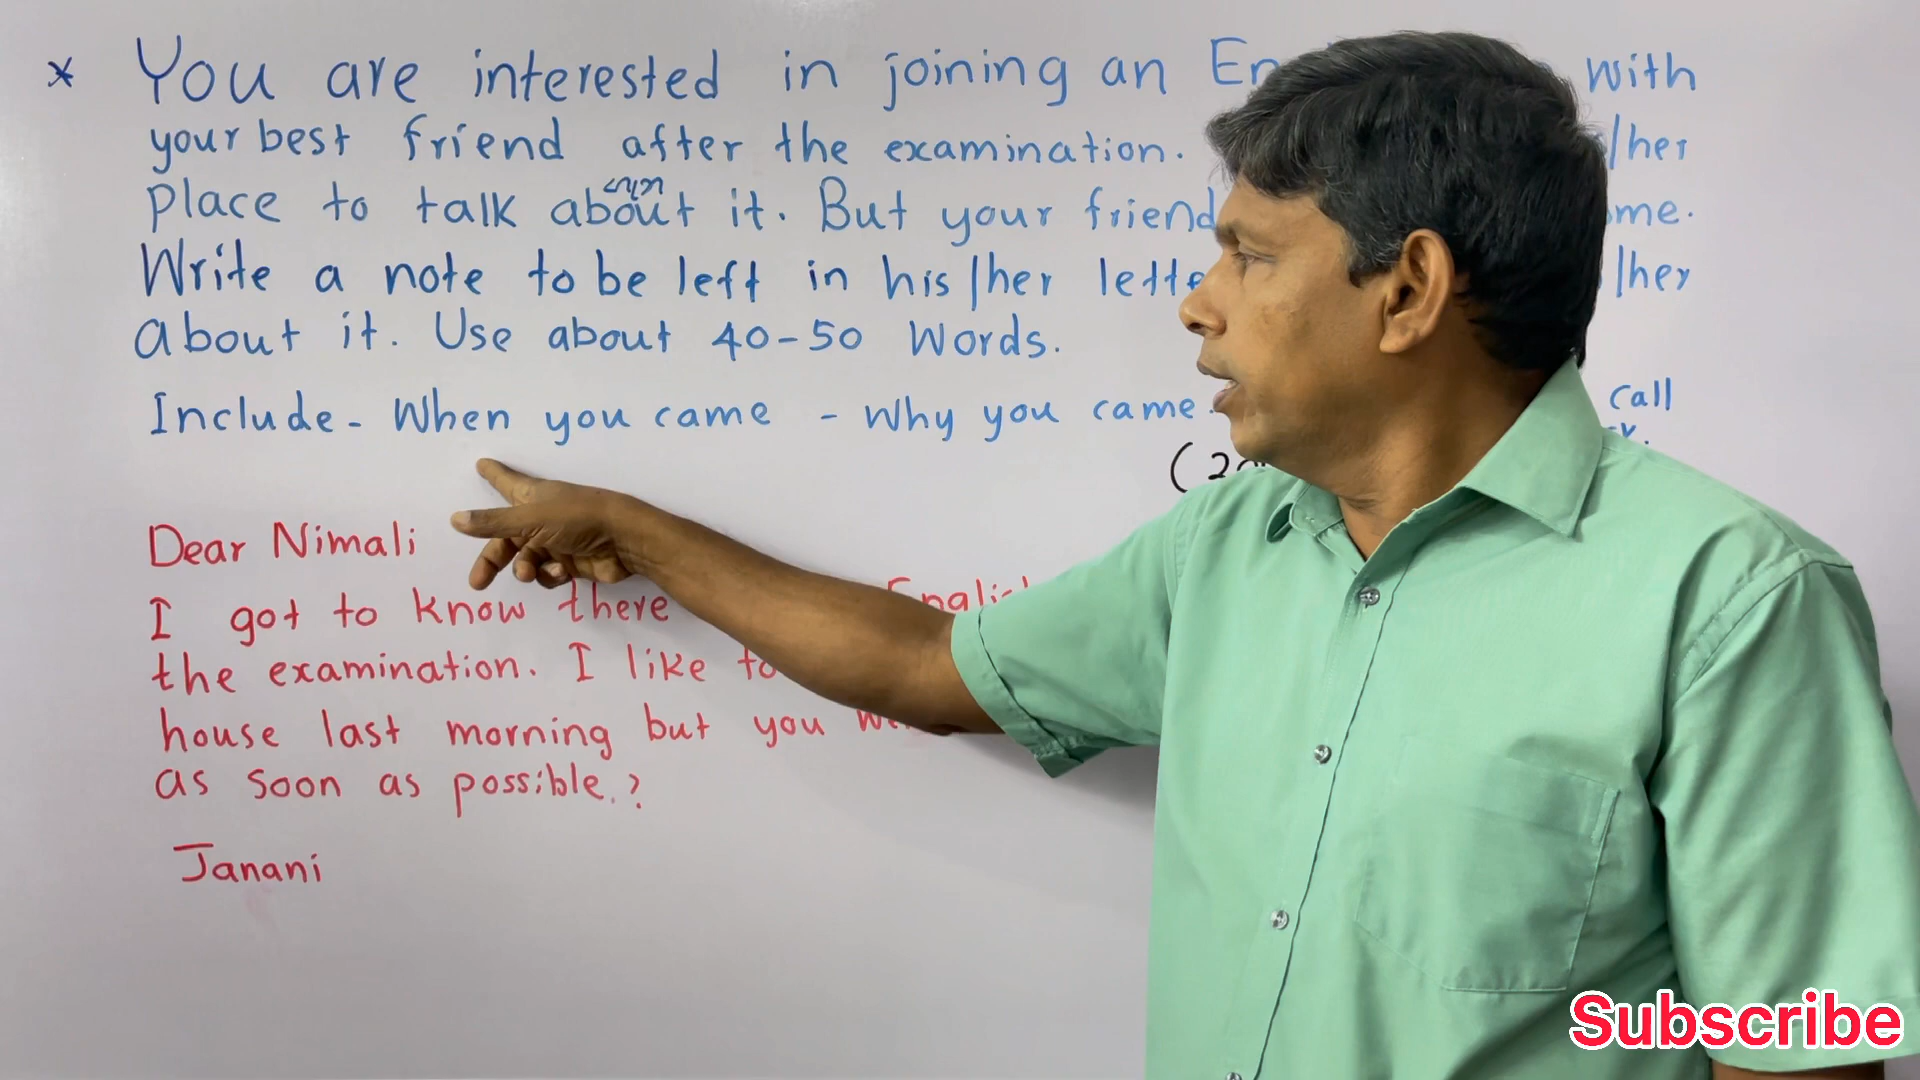 * You are interested in joining an En with
your best friend after the examination. /her
Place to talk about it. But your friend me.
Write a note to be left in his/her lette /her
about it. Use about 40-50 Words.
Include - When you came - Why you came. call
(20
Dear Nimali
I got to know there Englis
the examination. I like to
house last morning but you
as soon as possible.?
Janani
Subscribe